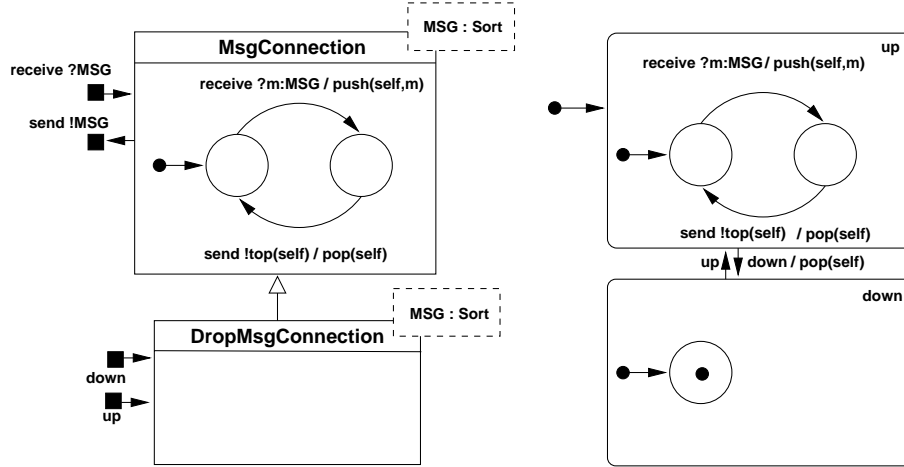 MSG : Sort
MsgConnection
receive ?MSG
send !MSG
receive ?m:MSG / push(self,m)
send !top(self) / pop(self)
MSG : Sort
DropMsgConnection
down
up
up
receive ?m:MSG / push(self,m)
send !top(self) / pop(self)
up down / pop(self)
down